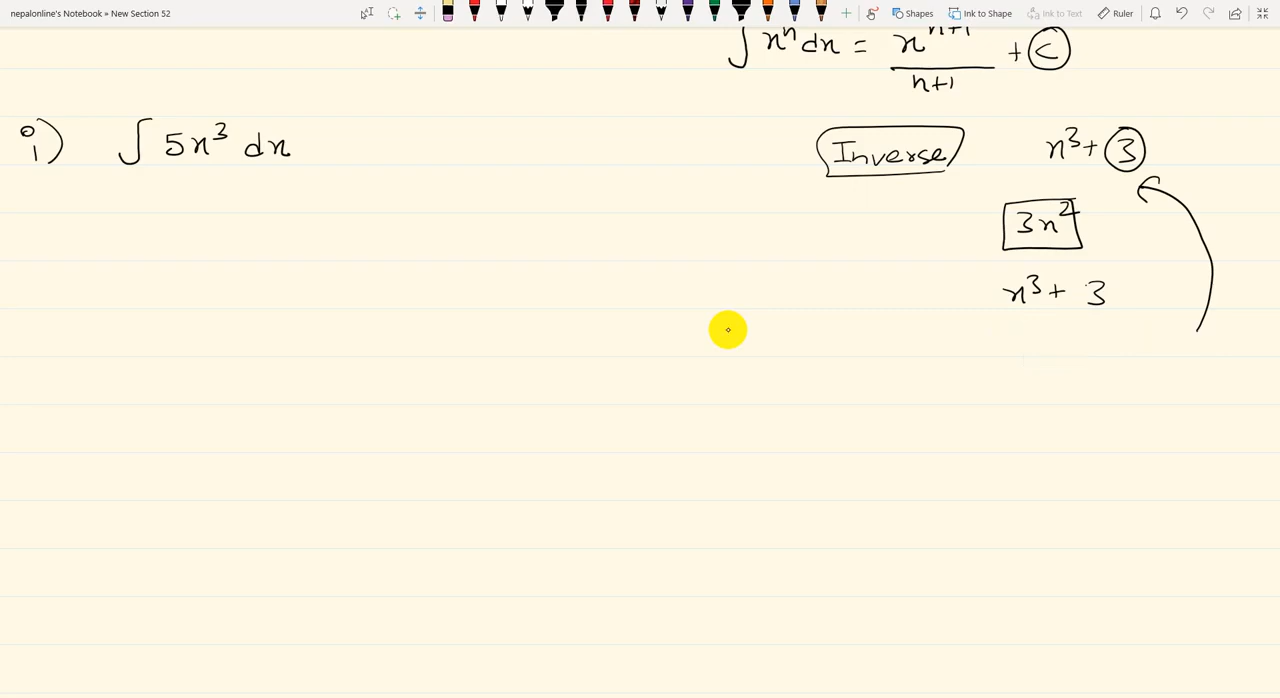 nepalonline's Notebook » New Section 52
Shapes Ink to Shape Ink to Text Ruler
∫ xⁿ dx = xⁿ⁺¹/n+1 + C
i) ∫ 5x³ dx
Inverse x³ + 3
3x²
x³ + 3